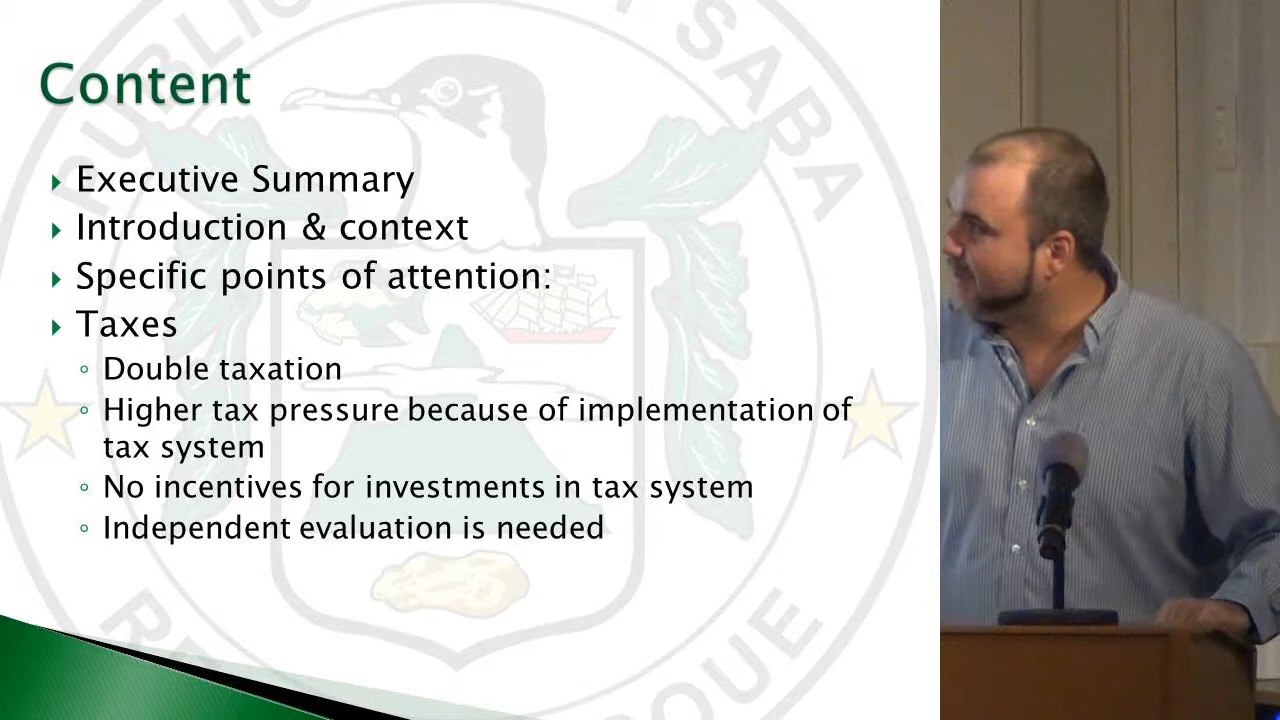 Content
Executive Summary
Introduction & context
Specific points of attention:
Taxes
Double taxation
Higher tax pressure because of implementation of
tax system
No incentives for investments in tax system
Independent evaluation is needed
SABA